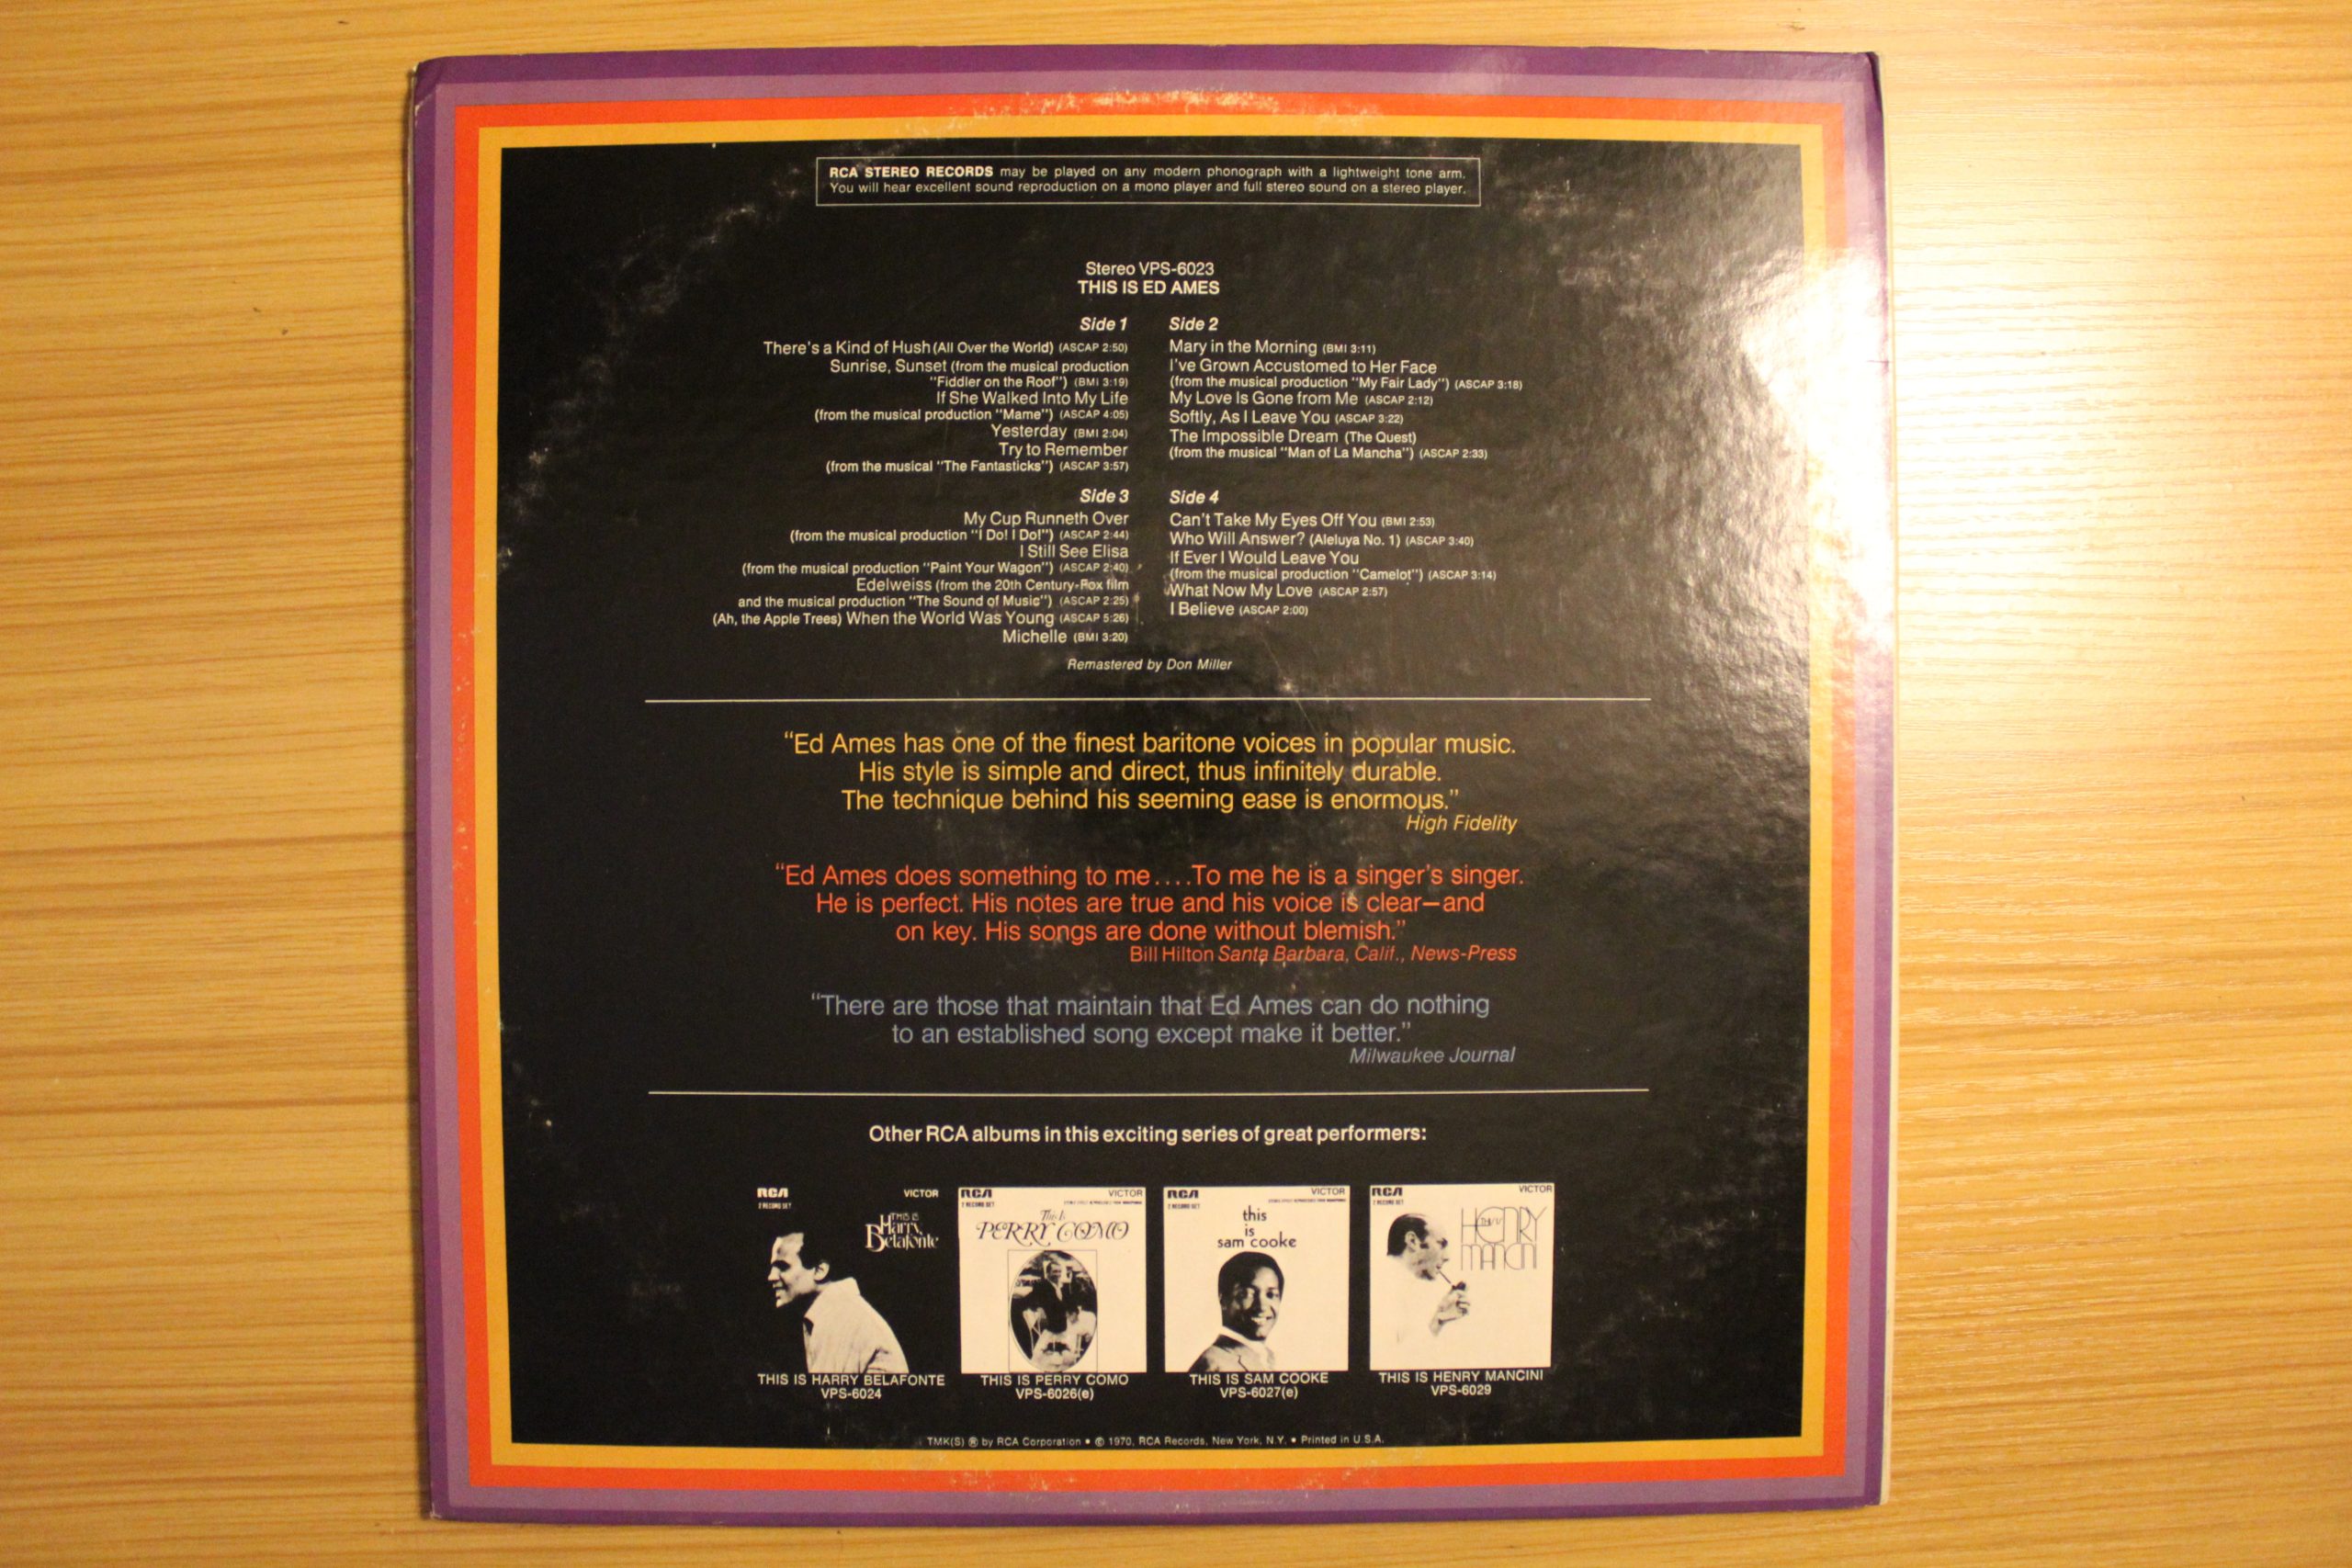 RCA STEREO RECORDS may be played on any modern phonograph with a lightweight tone arm.
You will hear excellent sound reproduction on a mono player and full stereo sound on a stereo player.
Stereo VPS-6023
THIS IS ED AMES
Side 1
There's a Kind of Hush (All Over the World) (ASCAP 2:50)
Sunrise, Sunset (from the musical production
"Fiddler on the Roof") (BMI 3:19)
If She Walked Into My Life
(from the musical production "Mame") (ASCAP 4:05)
Yesterday (BMI 2:04)
Try to Remember
(from the musical "The Fantasticks") (ASCAP 3:57)
Side 2
Mary in the Morning (BMI 3:11)
I've Grown Accustomed to Her Face
(from the musical production "My Fair Lady") (ASCAP 3:18)
My Love Is Gone from Me (ASCAP 2:12)
Softly, As I Leave You (ASCAP 3:22)
The Impossible Dream (The Quest)
(from the musical "Man of La Mancha") (ASCAP 2:33)
Side 3
My Cup Runneth Over
(from the musical production "I Do! I Do!") (ASCAP 2:44)
I Still See Elisa
(from the musical production "Paint Your Wagon") (ASCAP 2:40)
Edelweiss (from the 20th Century-Fox film
and the musical production "The Sound of Music") (ASCAP 2:25)
(Ah, the Apple Trees) When the World Was Young (ASCAP 5:26)
Michelle (BMI 3:20)
Side 4
Can't Take My Eyes Off You (BMI 2:53)
Who Will Answer? (Aleluya No. 1) (ASCAP 3:40)
If Ever I Would Leave You
(from the musical production "Camelot") (ASCAP 3:14)
What Now My Love (ASCAP 2:57)
I Believe (ASCAP 2:00)
Remastered by Don Miller
"Ed Ames has one of the finest baritone voices in popular music.
His style is simple and direct, thus infinitely durable.
The technique behind his seeming ease is enormous."
High Fidelity
"Ed Ames does something to me....To me he is a singer's singer.
He is perfect. His notes are true and his voice is clear—and
on key. His songs are done without blemish."
Bill Hilton Santa Barbara, Calif., News-Press
"There are those that maintain that Ed Ames can do nothing
to an established song except make it better."
Milwaukee Journal
Other RCA albums in this exciting series of great performers:
RCA VICTOR
2 RECORD SET
THIS IS
Harry
Belafonte
THIS IS HARRY BELAFONTE
VPS-6024
RCA VICTOR
2 RECORD SET
This Is
PERRY COMO
THIS IS PERRY COMO
VPS-6026(e)
RCA VICTOR
2 RECORD SET
this
is
sam cooke
THIS IS SAM COOKE
VPS-6027(e)
RCA VICTOR
2 RECORD SET
THIS IS
HENRY
MANCINI
THIS IS HENRY MANCINI
VPS-6029
TMK(S) ® by RCA Corporation • © 1970, RCA Records, New York, N.Y. • Printed in U.S.A.